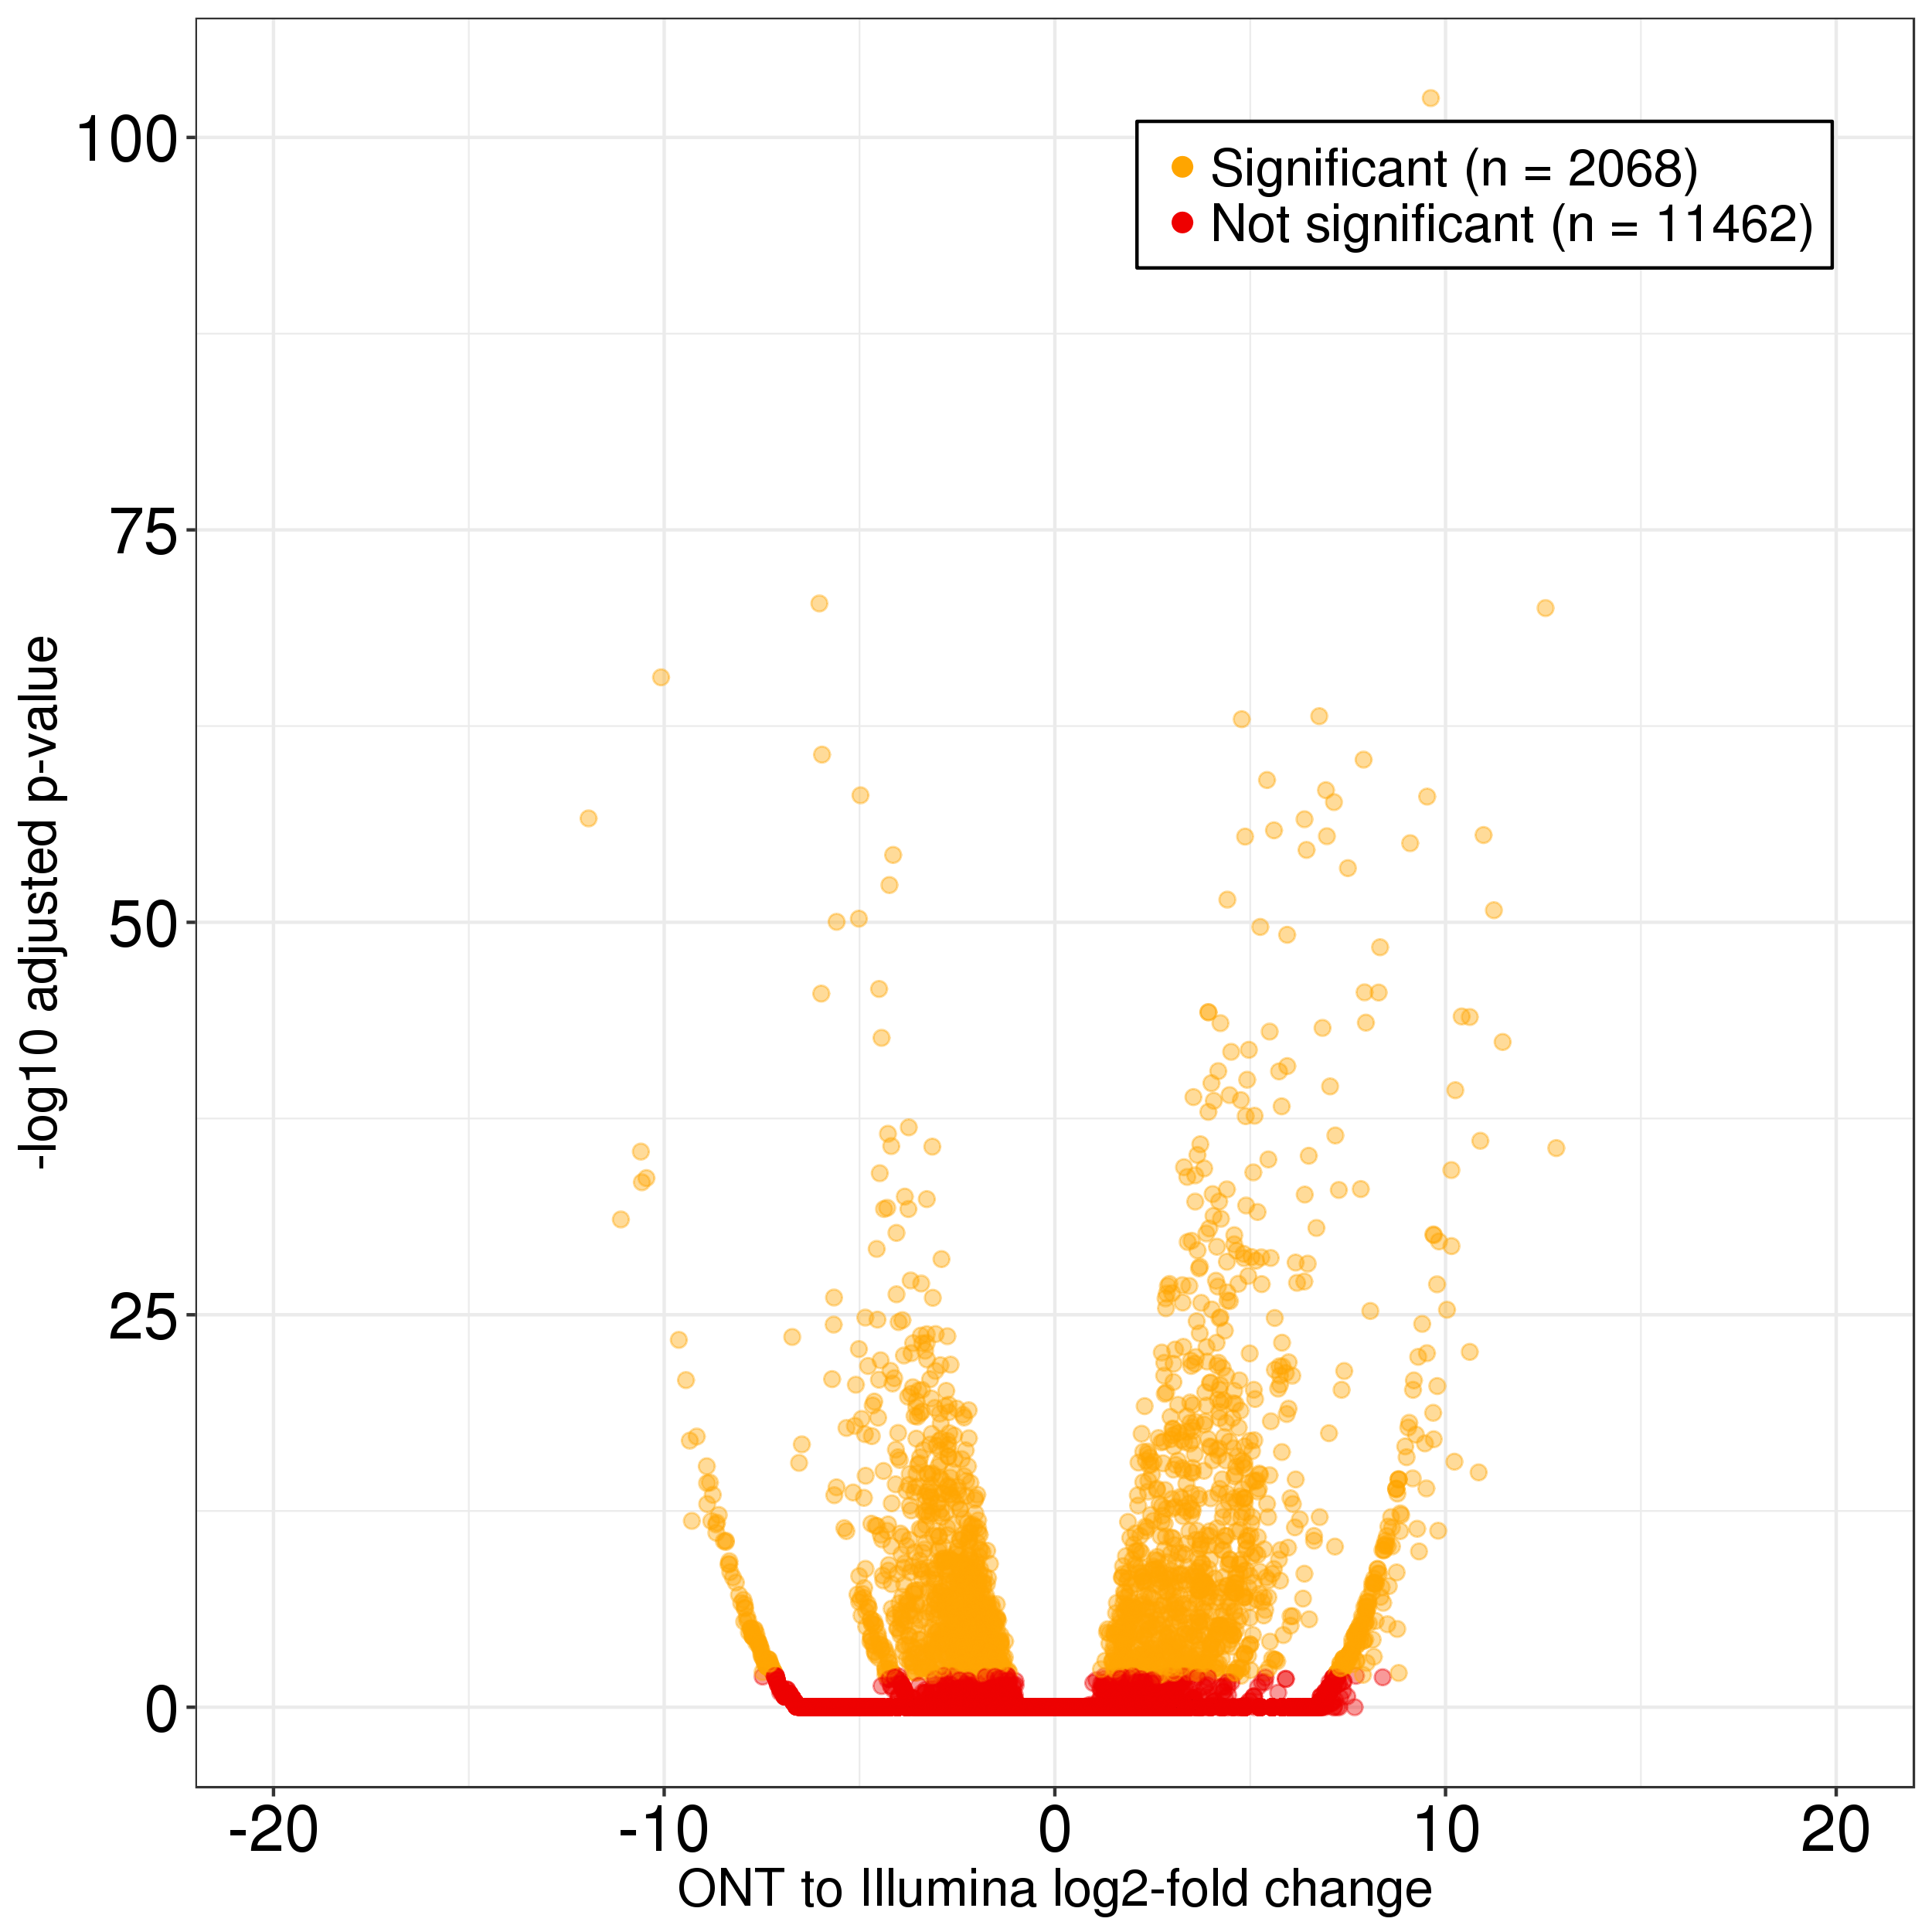 100
75
50
25
0
-log10 adjusted p-value
Significant (n = 2068)
Not significant (n = 11462)
-20 -10 0 10 20
ONT to Illumina log2-fold change